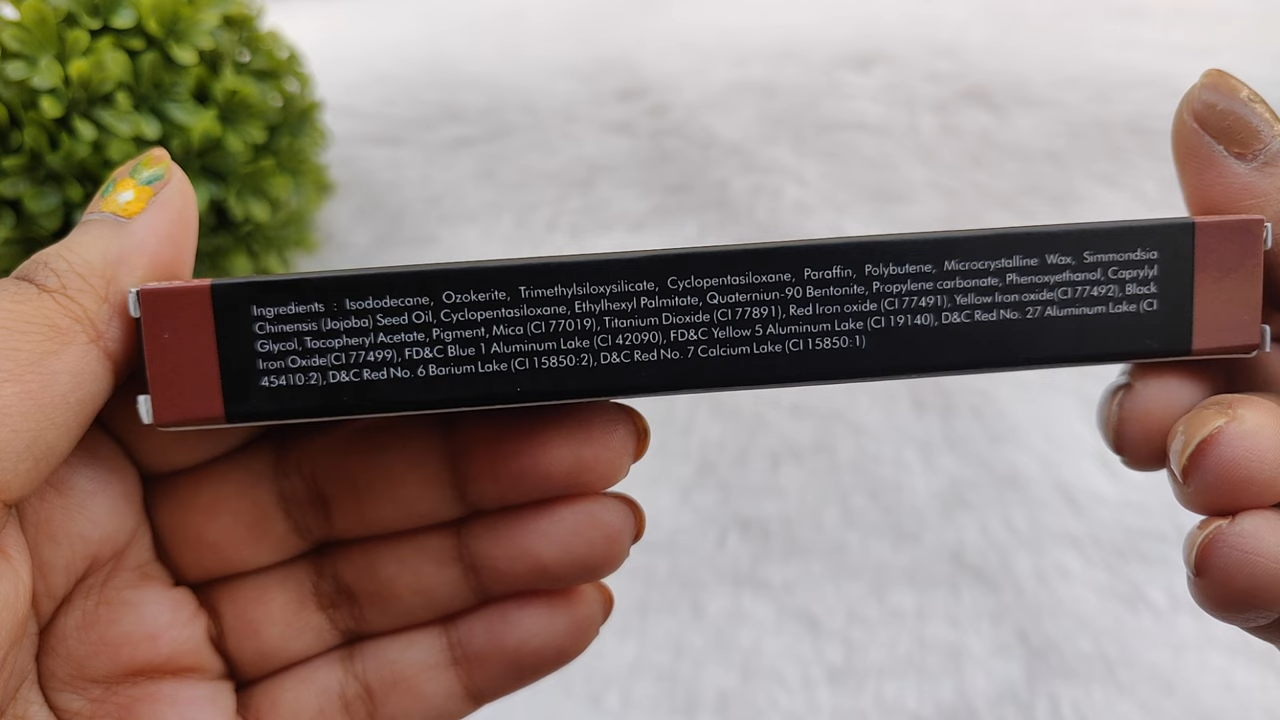 Ingredients : Isododecane, Ozokerite, Trimethylsiloxysilicate, Cyclopentasiloxane, Paraffin, Polybutene, Microcrystalline Wax, Simmondsia
Chinensis (Jojoba) Seed Oil, Cyclopentasiloxane, Ethylhexyl Palmitate, Quaterniun-90 Bentonite, Propylene carbonate, Phenoxyethanol, Caprylyl
Glycol, Tocopheryl Acetate, Pigment, Mica (CI 77019), Titanium Dioxide (CI 77891), Red Iron oxide (CI 77491), Yellow Iron oxide(CI 77492), Black
Iron Oxide(CI 77499), FD&C Blue 1 Aluminum Lake (CI 42090), FD&C Yellow 5 Aluminum Lake (CI 19140), D&C Red No. 27 Aluminum Lake (CI
45410:2), D&C Red No. 6 Barium Lake (CI 15850:2), D&C Red No. 7 Calcium Lake (CI 15850:1)